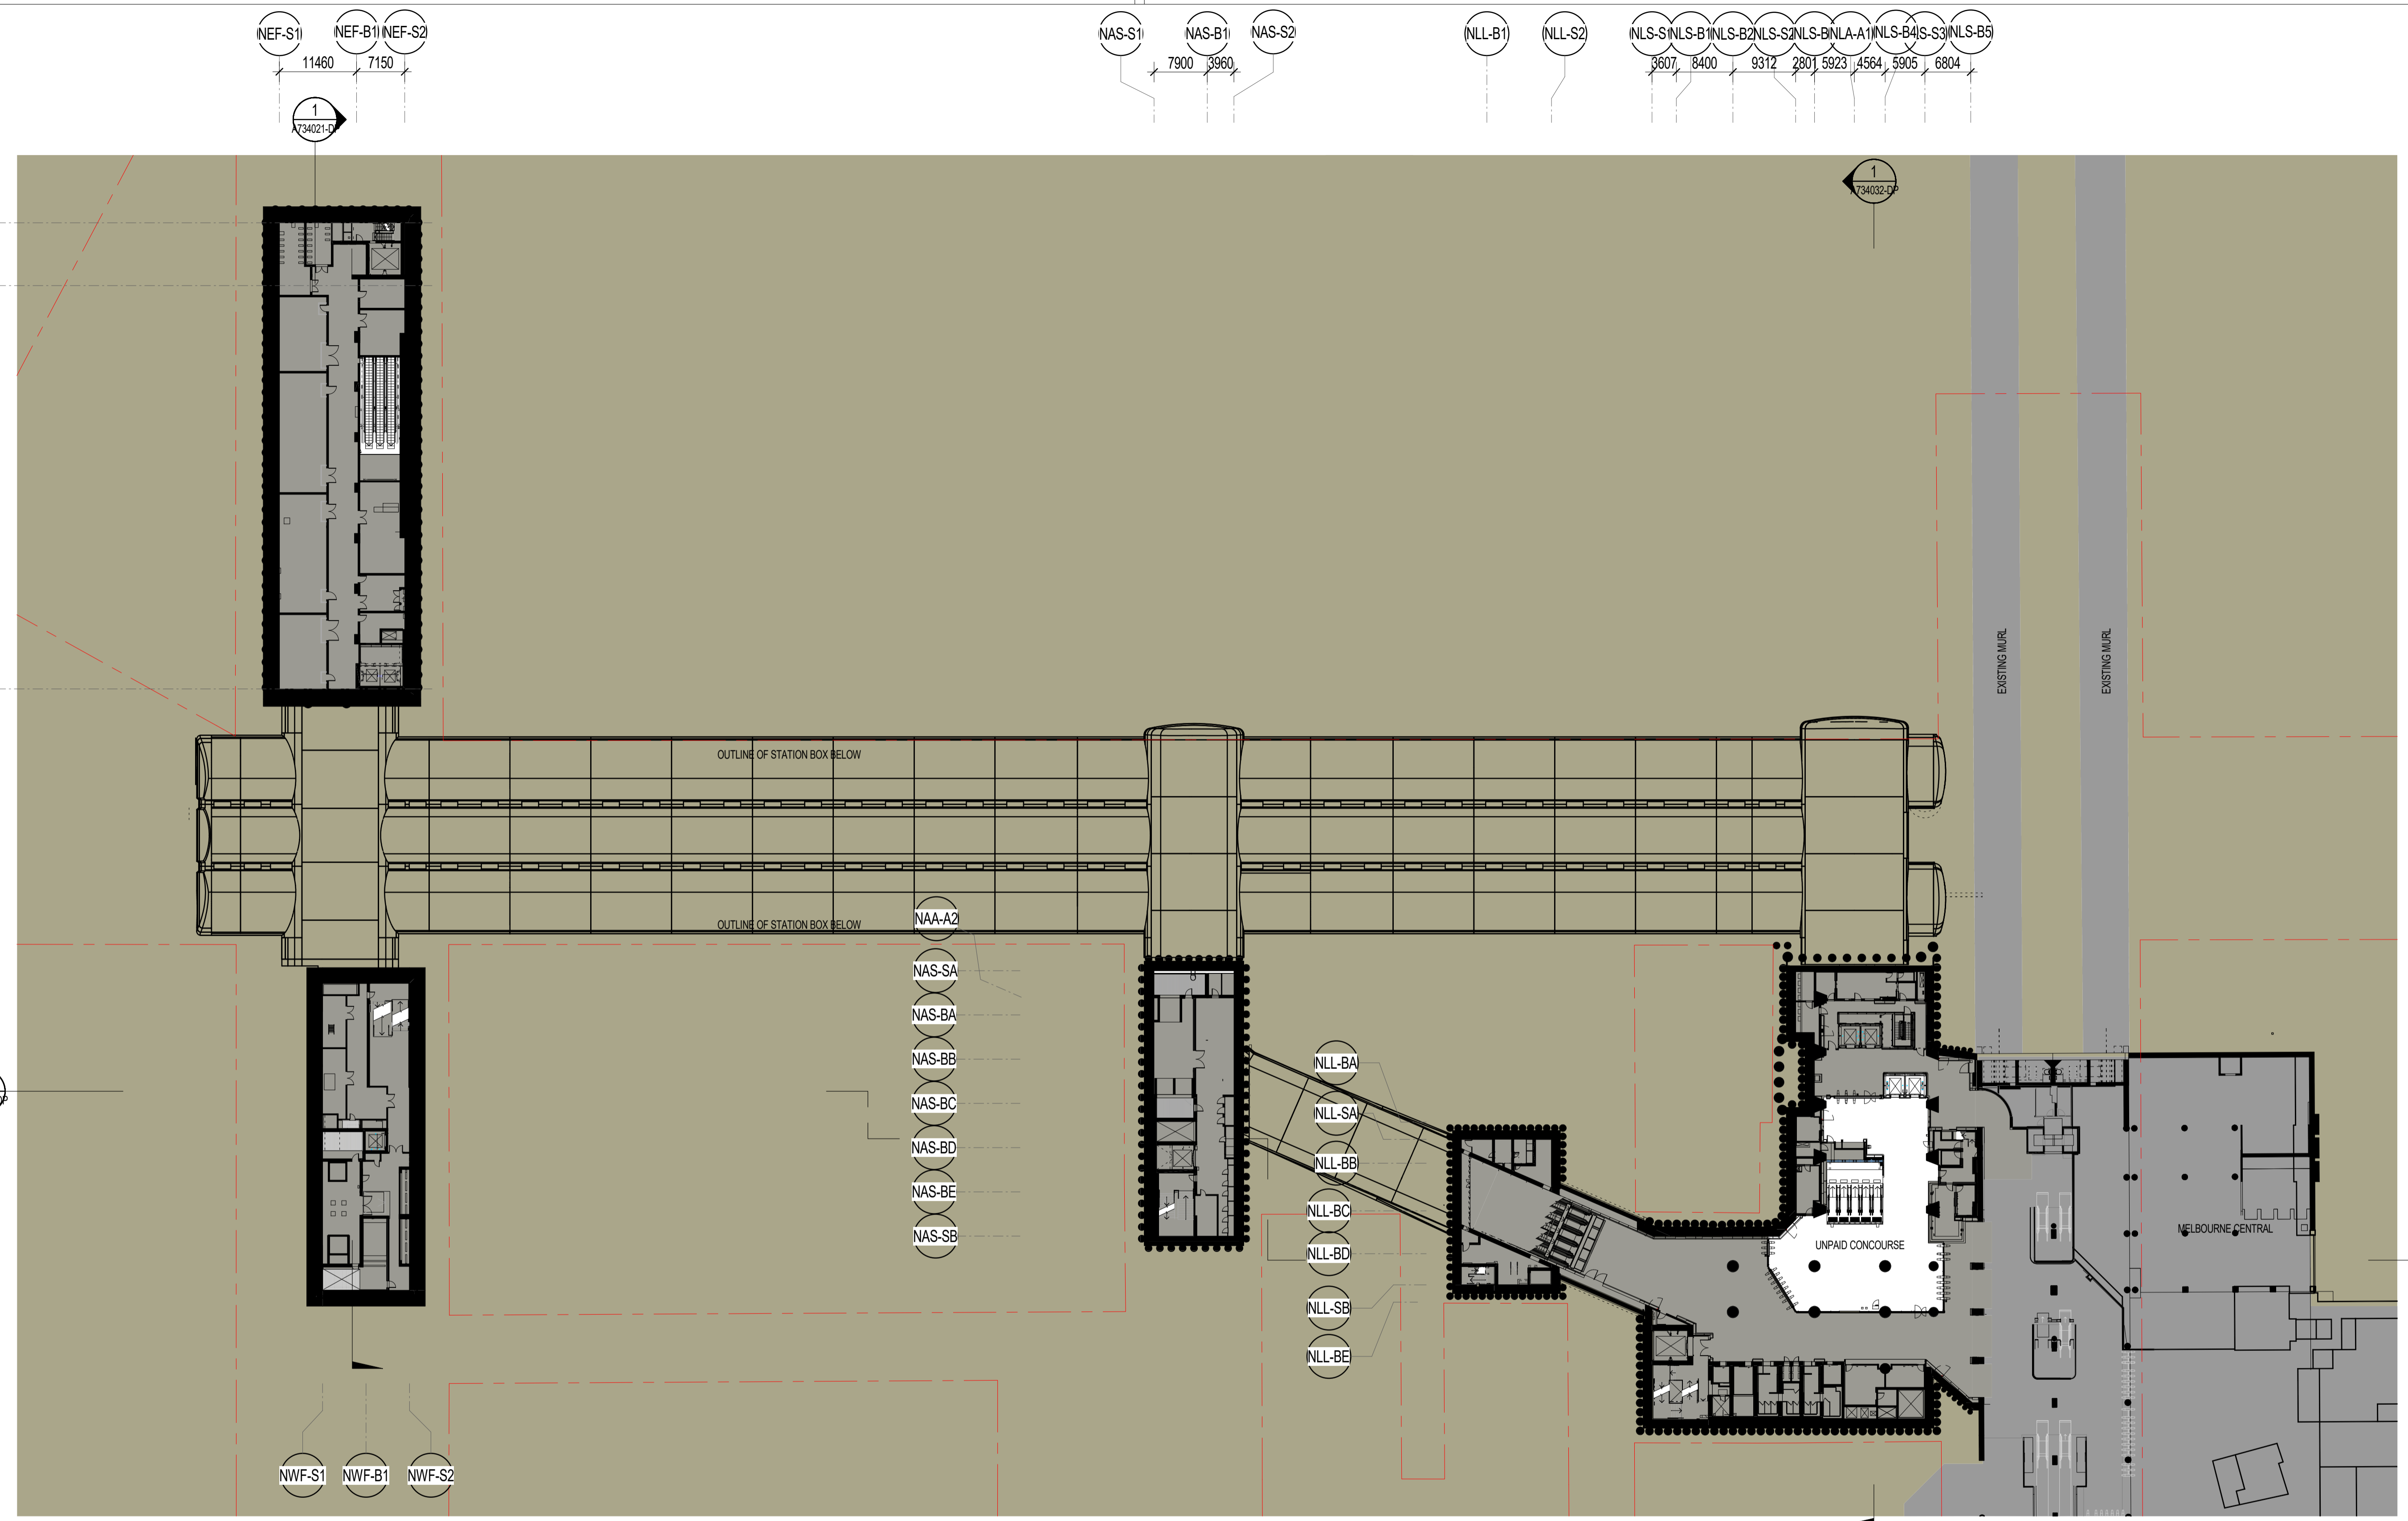 NEF-S1 NEF-B1 NEF-S2 NAS-S1 NAS-B1 NAS-S2 NLL-B1 NLL-S2 NLS-S1 NLS-B1 NLS-B2 NLS-S2 NLS-B NLA-A1 NLS-B4 LS-S3 NLS-B5
11460 7150 7900 3960 3607 8400 9312 2801 5923 4564 5905 6804
1
A734021-DP
1
A734032-DP
EXISTING MURL
EXISTING MURL
OUTLINE OF STATION BOX BELOW
OUTLINE OF STATION BOX BELOW
NAA-A2
NAS-SA
NAS-BA
NAS-BB
NAS-BC
NAS-BD
NAS-BE
NAS-SB
NLL-BA
NLL-SA
NLL-BB
NLL-BC
NLL-BD
NLL-SB
NLL-BE
UNPAID CONCOURSE
MELBOURNE CENTRAL
NWF-S1 NWF-B1 NWF-S2